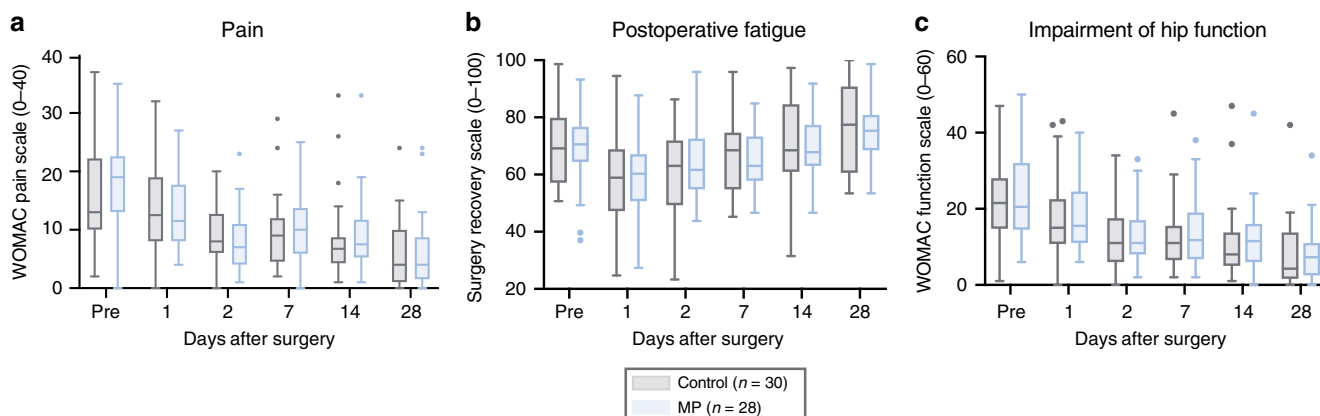 a
Pain
WOMAC pain scale (0–40)
40
30
20
10
0
Pre 1 2 7 14 28
Days after surgery
b
Postoperative fatigue
Surgery recovery scale (0–100)
100
80
60
40
20
Pre 1 2 7 14 28
Days after surgery
c
Impairment of hip function
WOMAC function scale (0–60)
60
40
20
0
Pre 1 2 7 14 28
Days after surgery
Control (n = 30)
MP (n = 28)